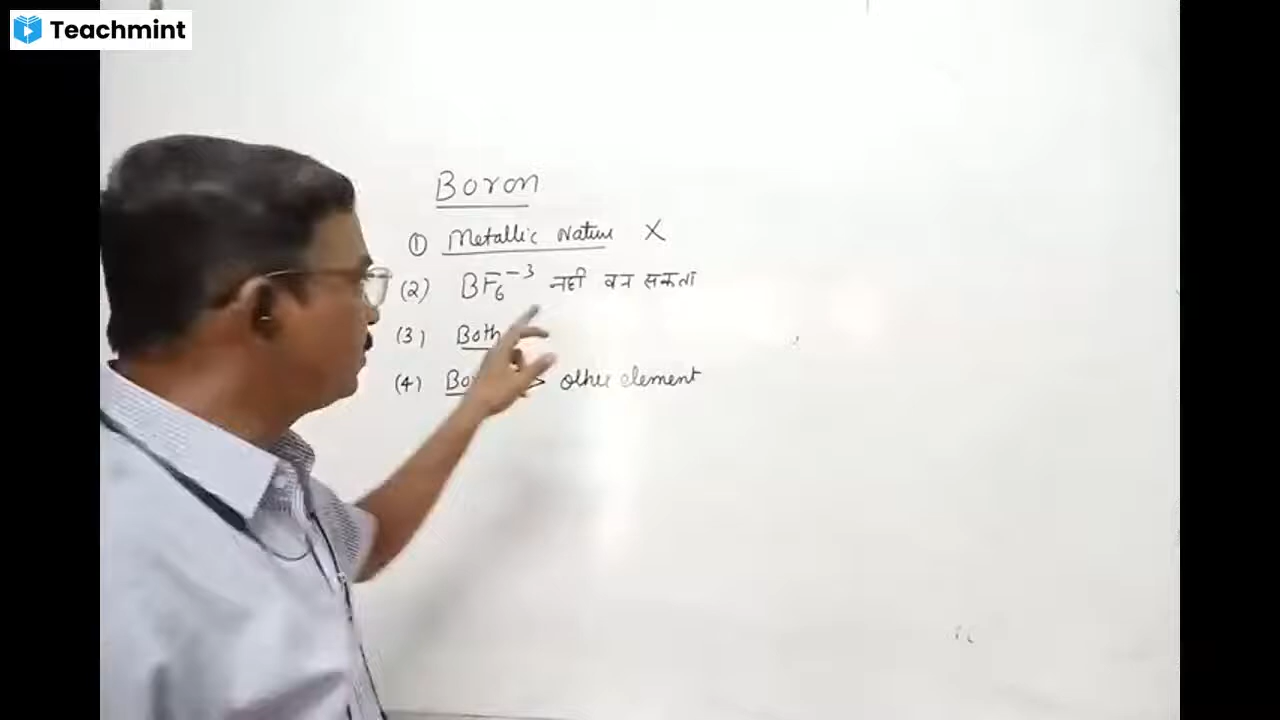 Teachmint
Boron
① Metallic Nature X
(2) BF₆⁻³ नहीं बन सकता
(3) Both
(4) > other element